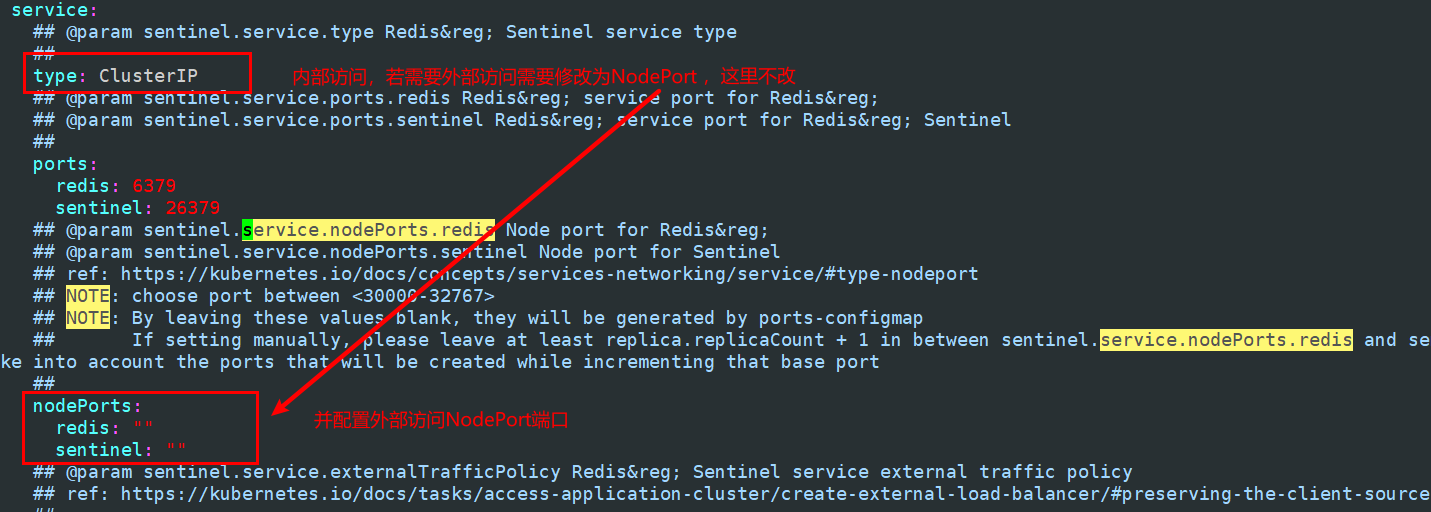 service:
## @param sentinel.service.type Redis&reg; Sentinel service type
##
type: ClusterIP
内部访问，若需要外部访问需要修改为NodePort ，这里不改
## @param sentinel.service.ports.redis Redis&reg; service port for Redis&reg;
## @param sentinel.service.ports.sentinel Redis&reg; service port for Redis&reg; Sentinel
##
ports:
redis: 6379
sentinel: 26379
## @param sentinel.service.nodePorts.redis Node port for Redis&reg;
## @param sentinel.service.nodePorts.sentinel Node port for Sentinel
## ref: https://kubernetes.io/docs/concepts/services-networking/service/#type-nodeport
## NOTE: choose port between <30000-32767>
## NOTE: By leaving these values blank, they will be generated by ports-configmap
##       If setting manually, please leave at least replica.replicaCount + 1 in between sentinel.service.nodePorts.redis and se
ke into account the ports that will be created while incrementing that base port
##
nodePorts:
redis: ""
并配置外部访问NodePort端口
sentinel: ""
## @param sentinel.service.externalTrafficPolicy Redis&reg; Sentinel service external traffic policy
## ref: https://kubernetes.io/docs/tasks/access-application-cluster/create-external-load-balancer/#preserving-the-client-source
##